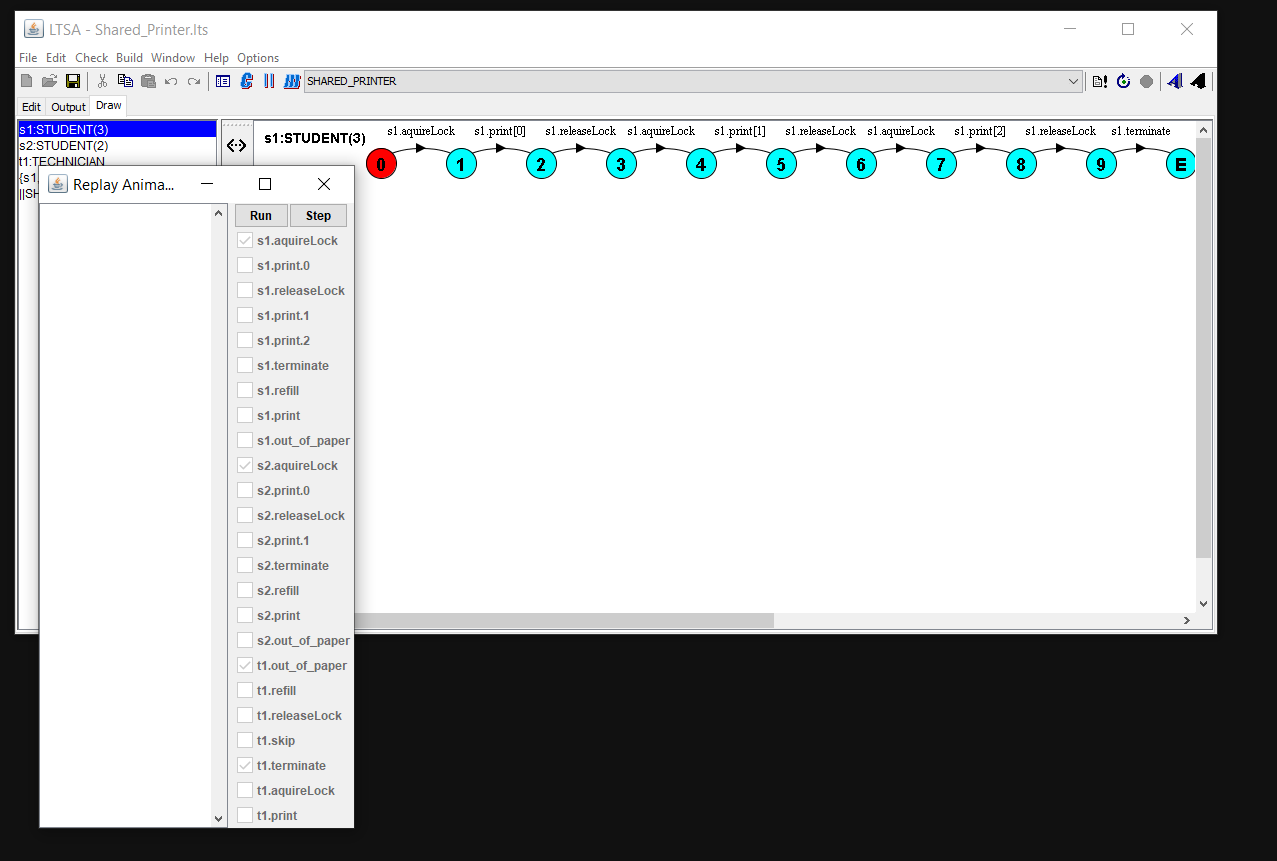 LTSA - Shared_Printer.lts
File Edit Check Build Window Help Options
SHARED_PRINTER
Edit Output Draw
s1:STUDENT(3)
s2:STUDENT(2)
t1:TECHNICIAN
{s1
||SH
s1:STUDENT(3)
s1.aquireLock s1.print[0] s1.releaseLock s1.aquireLock s1.print[1] s1.releaseLock s1.aquireLock s1.print[2] s1.releaseLock s1.terminate
0 1 2 3 4 5 6 7 8 9 E
Replay Anima...
Run Step
s1.aquireLock
s1.print.0
s1.releaseLock
s1.print.1
s1.print.2
s1.terminate
s1.refill
s1.print
s1.out_of_paper
s2.aquireLock
s2.print.0
s2.releaseLock
s2.print.1
s2.terminate
s2.refill
s2.print
s2.out_of_paper
t1.out_of_paper
t1.refill
t1.releaseLock
t1.skip
t1.terminate
t1.aquireLock
t1.print